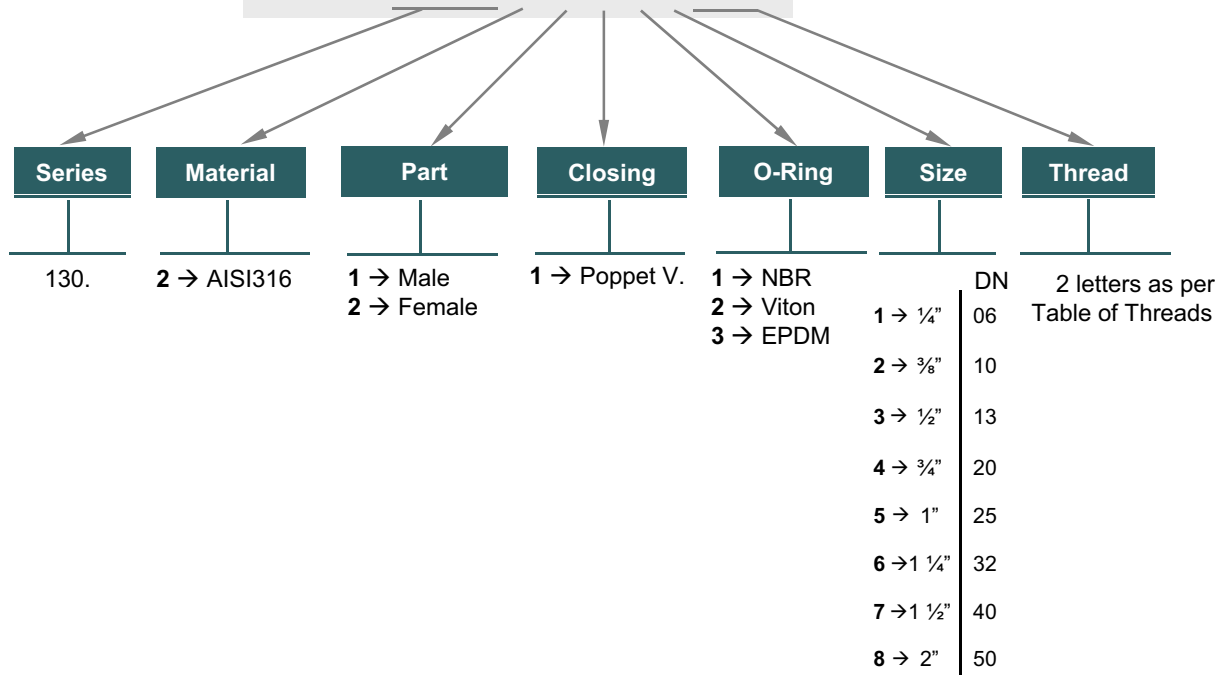 Series Material Part Closing O-Ring Size Thread
130.
2 → AISI316
1 → Male
2 → Female
1 → Poppet V.
1 → NBR
2 → Viton
3 → EPDM
DN
1 → ¼” 06
2 → ⅜” 10
3 → ½” 13
4 → ¾” 20
5 → 1” 25
6 →1 ¼” 32
7 →1 ½” 40
8 → 2” 50
2 letters as per
Table of Threads